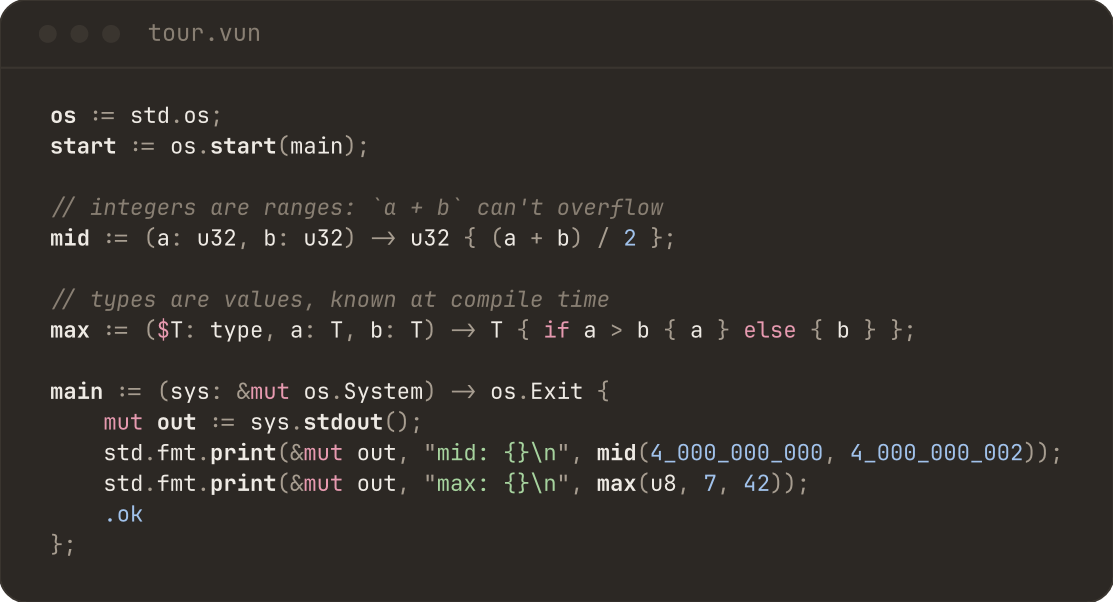 tour.vun
os := std.os;
start := os.start(main);
// integers are ranges: `a + b` can't overflow
mid := (a: u32, b: u32) -> u32 { (a + b) / 2 };
// types are values, known at compile time
max := ($T: type, a: T, b: T) -> T { if a > b { a } else { b } };
main := (sys: &mut os.System) -> os.Exit {
    mut out := sys.stdout();
    std.fmt.print(&mut out, "mid: {}\n", mid(4_000_000_000, 4_000_000_002));
    std.fmt.print(&mut out, "max: {}\n", max(u8, 7, 42));
    .ok
};